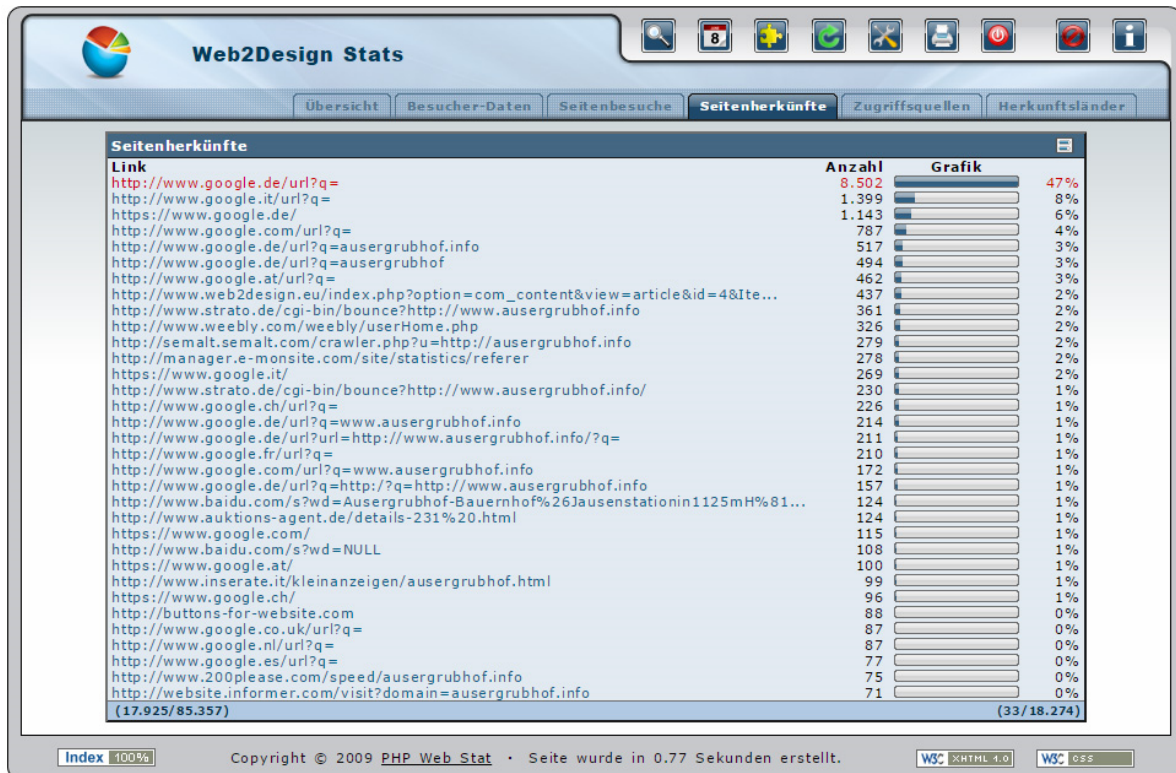 8
Web2Design Stats
Übersicht Besucher-Daten Seitenbesuche Seitenherkünfte Zugriffsquellen Herkunftsländer
Seitenherkünfte
Link Anzahl Grafik
http://www.google.de/url?q= 8.502 47%
http://www.google.it/url?q= 1.399 8%
https://www.google.de/ 1.143 6%
http://www.google.com/url?q= 787 4%
http://www.google.de/url?q=ausergrubhof.info 517 3%
http://www.google.de/url?q=ausergrubhof 494 3%
http://www.google.at/url?q= 462 3%
http://www.web2design.eu/index.php?option=com_content&view=article&id=4&Ite... 437 2%
http://www.strato.de/cgi-bin/bounce?http://www.ausergrubhof.info 361 2%
http://www.weebly.com/weebly/userHome.php 326 2%
http://semalt.semalt.com/crawler.php?u=http://ausergrubhof.info 279 2%
http://manager.e-monsite.com/site/statistics/referer 278 2%
https://www.google.it/ 269 2%
http://www.strato.de/cgi-bin/bounce?http://www.ausergrubhof.info/ 230 1%
http://www.google.ch/url?q= 226 1%
http://www.google.de/url?q=www.ausergrubhof.info 214 1%
http://www.google.de/url?url=http://www.ausergrubhof.info/?q= 211 1%
http://www.google.fr/url?q= 210 1%
http://www.google.com/url?q=www.ausergrubhof.info 172 1%
http://www.google.de/url?q=http:/?q=http://www.ausergrubhof.info 157 1%
http://www.baidu.com/s?wd=Ausergrubhof-Bauernhof%26Jausenstationin1125mH%81... 124 1%
http://www.auktions-agent.de/details-231%20.html 124 1%
https://www.google.com/ 115 1%
http://www.baidu.com/s?wd=NULL 108 1%
https://www.google.at/ 100 1%
http://www.inserate.it/kleinanzeigen/ausergrubhof.html 99 1%
https://www.google.ch/ 96 1%
http://buttons-for-website.com 88 0%
http://www.google.co.uk/url?q= 87 0%
http://www.google.nl/url?q= 87 0%
http://www.google.es/url?q= 77 0%
http://www.200please.com/speed/ausergrubhof.info 75 0%
http://website.informer.com/visit?domain=ausergrubhof.info 71 0%
(17.925/85.357) (33/18.274)
Index 100% Copyright © 2009 PHP Web Stat · Seite wurde in 0.77 Sekunden erstellt. W3C XHTML 1.0 W3C CSS